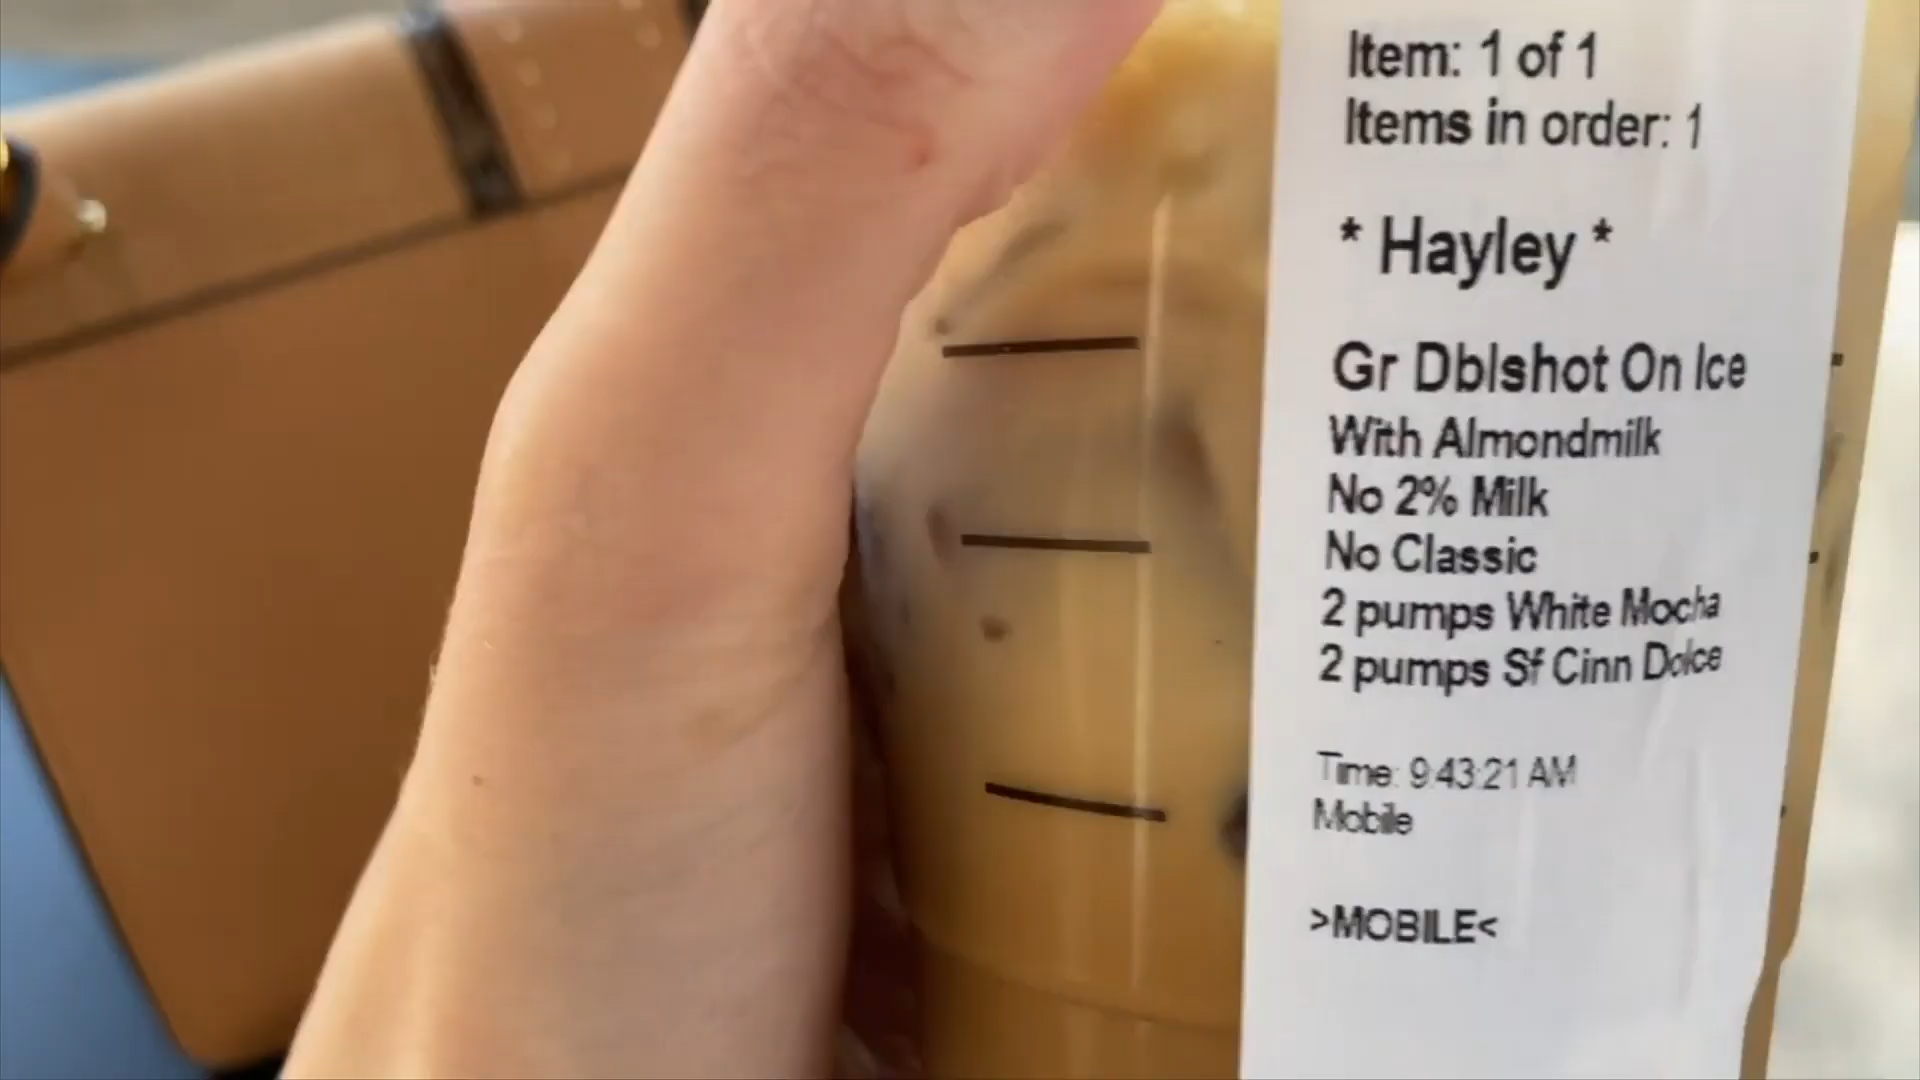 Item: 1 of 1
Items in order: 1
* Hayley *
Gr Dblshot On Ice
With Almondmilk
No 2% Milk
No Classic
2 pumps White Mocha
2 pumps Sf Cinn Dolce
Time: 9:43:21 AM
Mobile
>MOBILE<